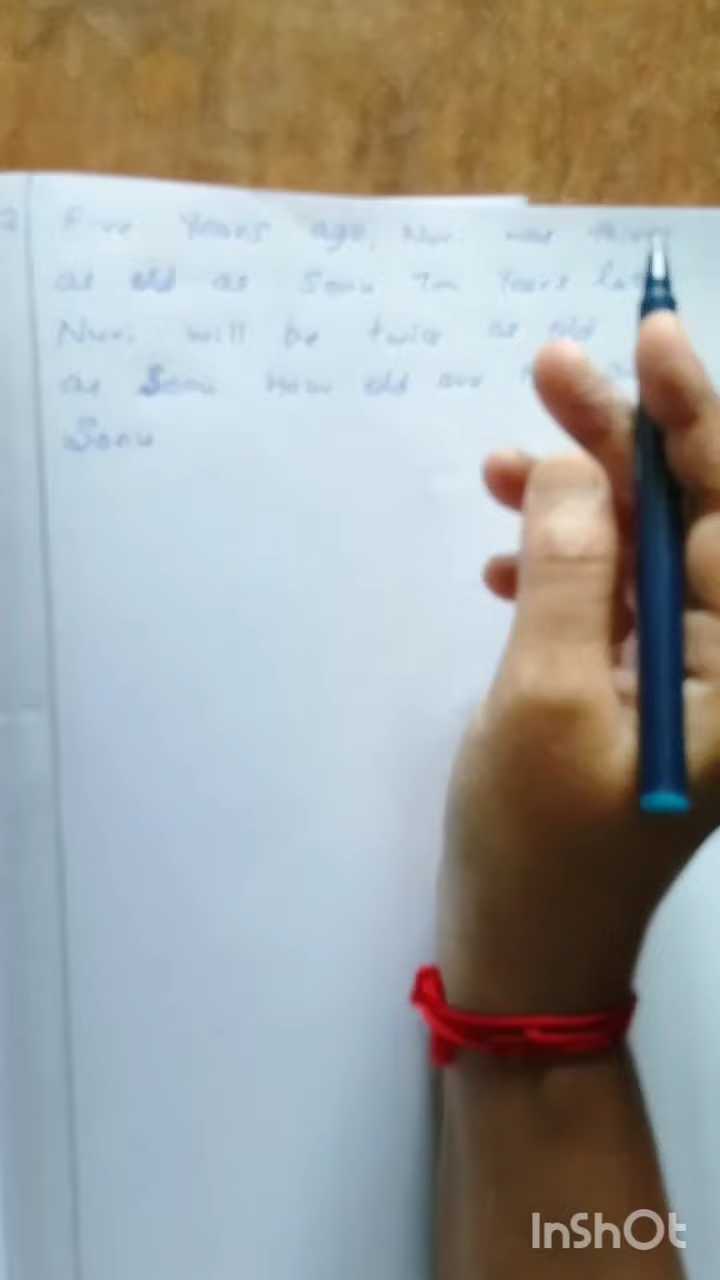 Five Years ago, Nuri was thrice
as old as Sonu Ten Years
Nuri will be twice as old
as Sonu How old are
Sonu
InShOt